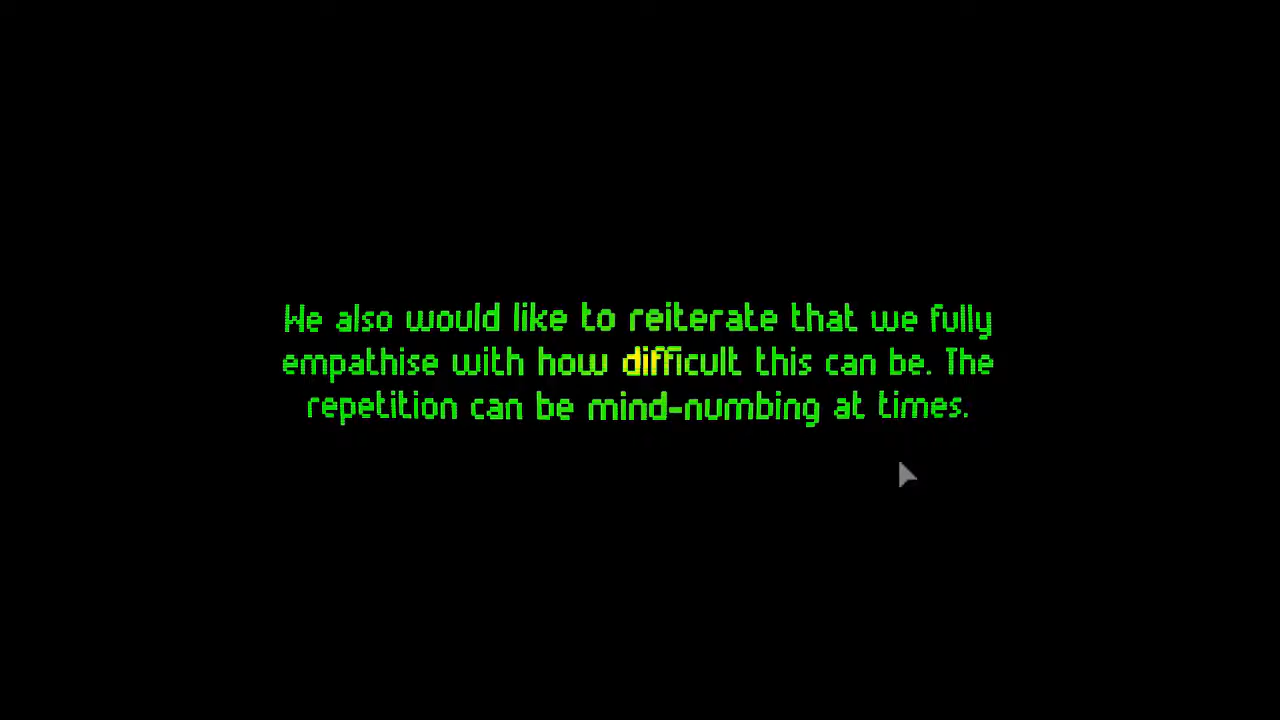 We also would like to reiterate that we fully
empathise with how difficult this can be. The
repetition can be mind-numbing at times.